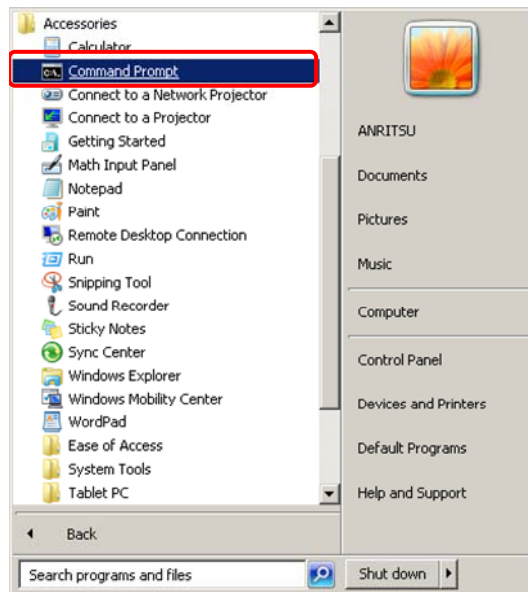 Accessories
Calculator
Command Prompt
Connect to a Network Projector
Connect to a Projector
Getting Started
Math Input Panel
Notepad
Paint
Remote Desktop Connection
Run
Snipping Tool
Sound Recorder
Sticky Notes
Sync Center
Windows Explorer
Windows Mobility Center
WordPad
Ease of Access
System Tools
Tablet PC
Back
Search programs and files
ANRITSU
Documents
Pictures
Music
Computer
Control Panel
Devices and Printers
Default Programs
Help and Support
Shut down